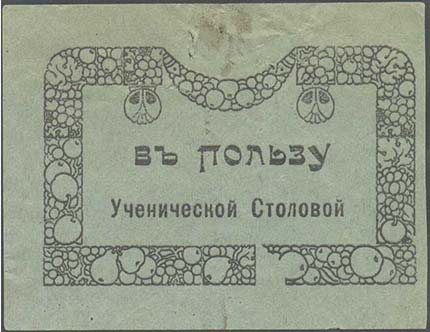 Въ пользу
Ученической Столовой